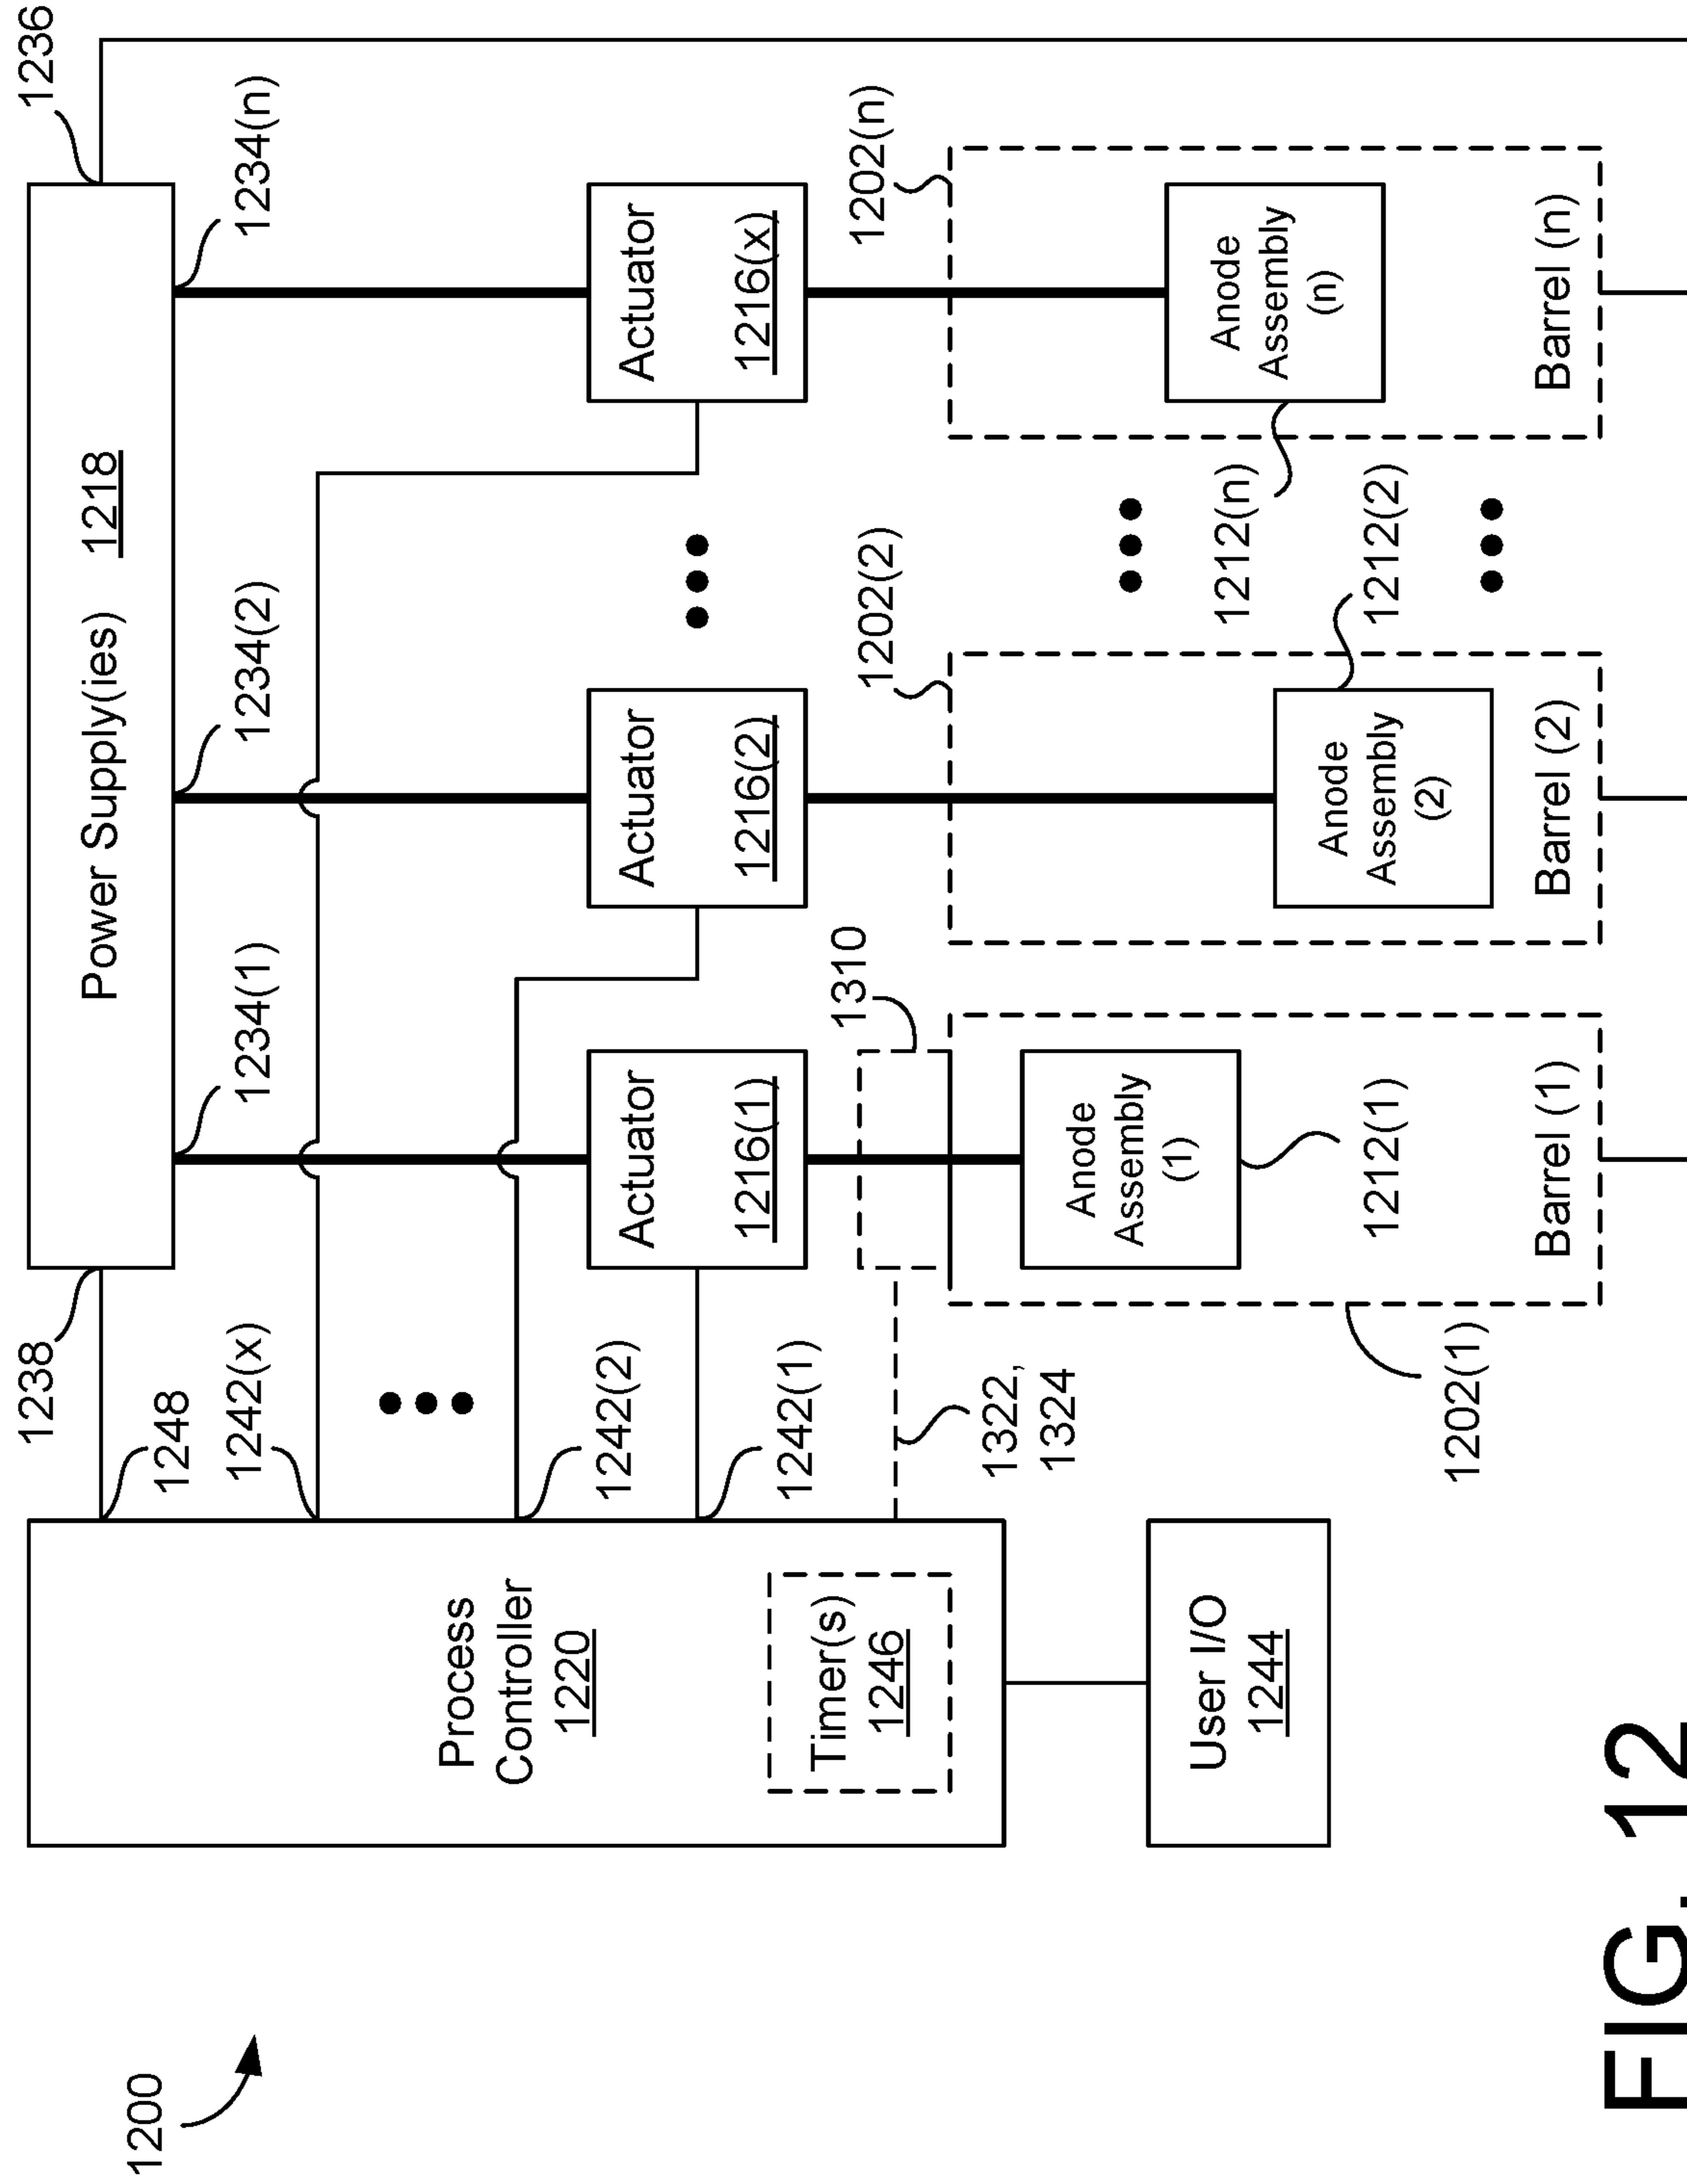 1200
1238
1236
Power Supply(ies) 1218
1248
1234(1)
1234(2)
1234(n)
1242(x)
Process
Controller
1220
1242(2)
Actuator
1216(1)
Actuator
1216(2)
Actuator
1216(x)
1242(1)
Timer(s)
1246
1310
1202(2)
1202(n)
1322,
1324
User I/O
1244
Anode
Assembly
(1)
Anode
Assembly
(2)
Anode
Assembly
(n)
1212(n)
1212(1)
1212(2)
1202(1)
Barrel (1)
Barrel (2)
Barrel (n)
FIG. 12